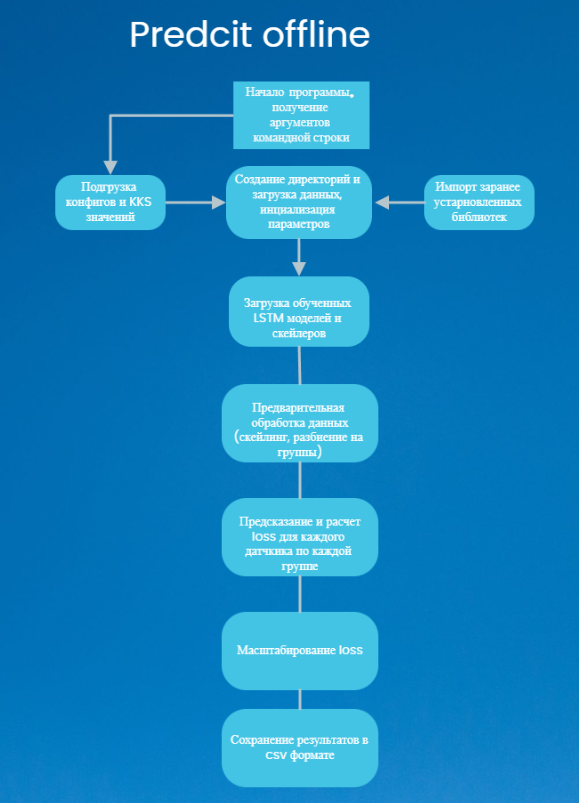 Predcit offline
Начало программы,
получение
аргументов
командной строки
Подгрузка
конфигов и KKS
значений
Создание директорий и
загрузка данных,
инциализация
параметров
Импорт заранее
устарновленных
библиотек
Загрузка обученных
LSTM моделей и
скейлеров
Предварительная
обработка данных
(скейлинг, разбиение на
группы)
Предсказание и расчет
loss для каждого
датчкика по каждой
группе
Масштабирование loss
Сохранение результатов в
csv формате